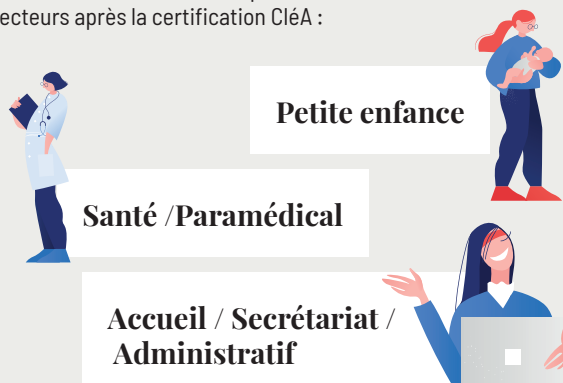 ecteurs après la certification CléA :
Petite enfance
Santé /Paramédical
Accueil / Secrétariat /
Administratif